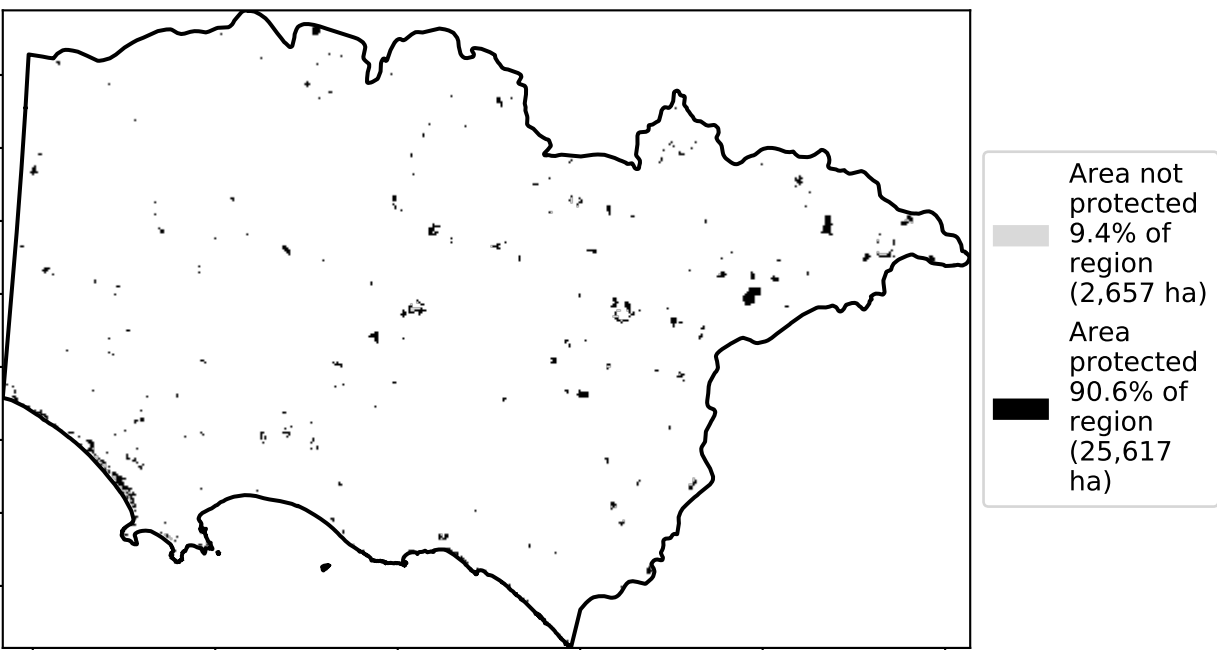 Area not
protected
9.4% of
region
(2,657 ha)
Area
protected
90.6% of
region
(25,617
ha)